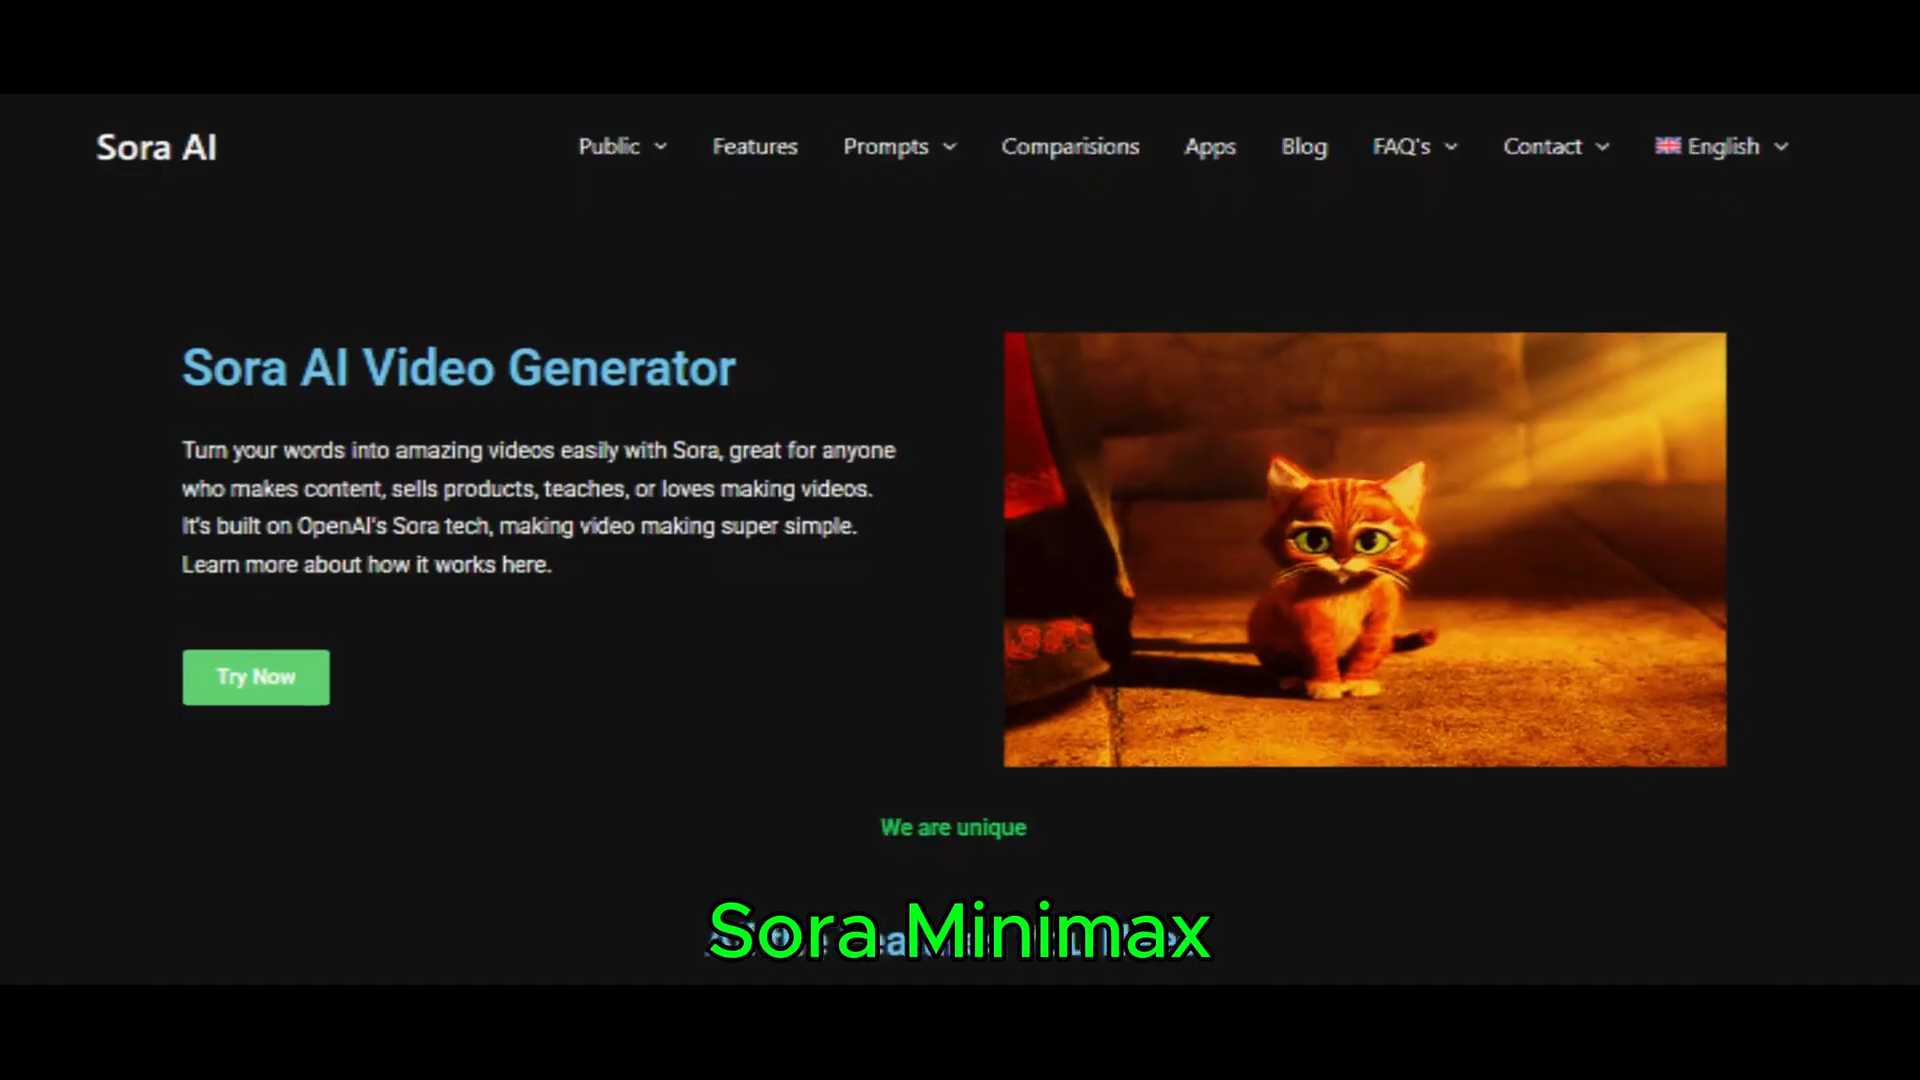 Sora AI
Public Features Prompts Comparisions Apps Blog FAQ's Contact English
Sora AI Video Generator
Turn your words into amazing videos easily with Sora, great for anyone
who makes content, sells products, teaches, or loves making videos.
It's built on OpenAI's Sora tech, making video making super simple.
Learn more about how it works here.
Try Now
We are unique
Sora Minimax